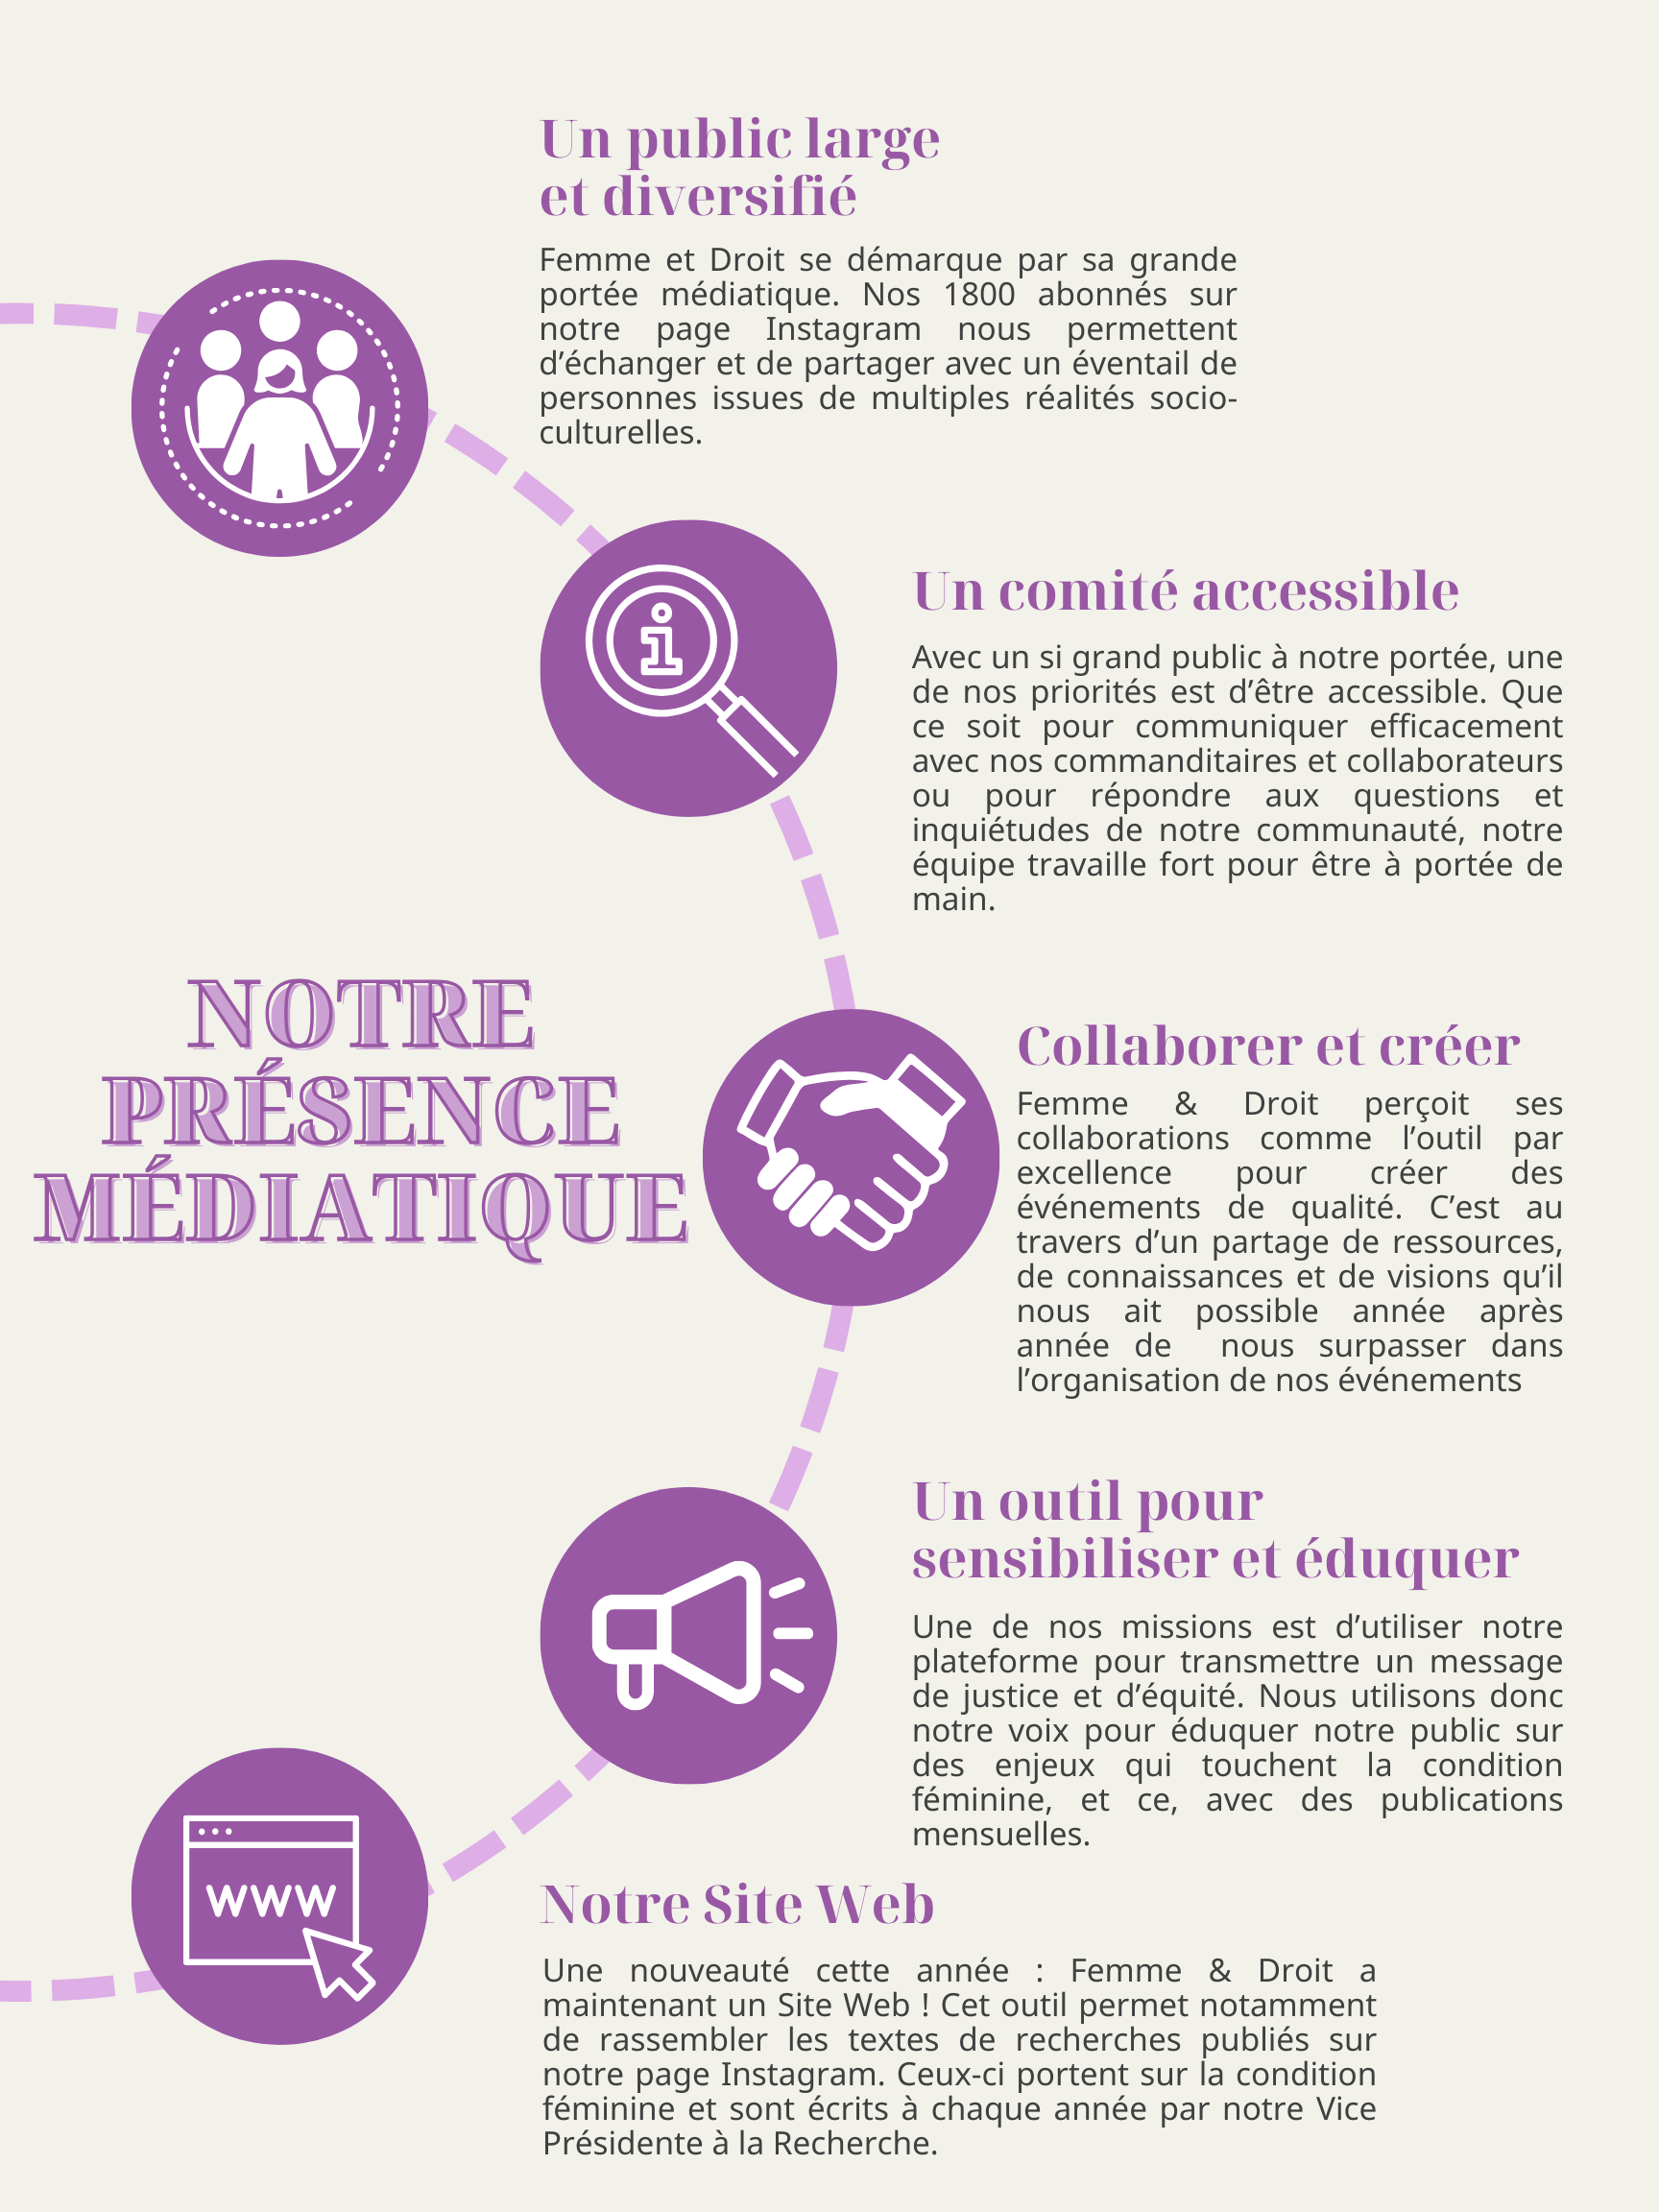 Un public large
et diversifié
Femme et Droit se démarque par sa grande
portée médiatique. Nos 1800 abonnés sur
notre page Instagram nous permettent
d’échanger et de partager avec un éventail de
personnes issues de multiples réalités socio-
culturelles.
Un comité accessible
Avec un si grand public à notre portée, une
de nos priorités est d’être accessible. Que
ce soit pour communiquer efficacement
avec nos commanditaires et collaborateurs
ou pour répondre aux questions et
inquiétudes de notre communauté, notre
équipe travaille fort pour être à portée de
main.
NOTRE
PRÉSENCE
MÉDIATIQUE
Collaborer et créer
Femme & Droit perçoit ses
collaborations comme l’outil par
excellence pour créer des
événements de qualité. C’est au
travers d’un partage de ressources,
de connaissances et de visions qu’il
nous ait possible année après
année de nous surpasser dans
l’organisation de nos événements
Un outil pour
sensibiliser et éduquer
Une de nos missions est d’utiliser notre
plateforme pour transmettre un message
de justice et d’équité. Nous utilisons donc
notre voix pour éduquer notre public sur
des enjeux qui touchent la condition
féminine, et ce, avec des publications
mensuelles.
WWW
Notre Site Web
Une nouveauté cette année : Femme & Droit a
maintenant un Site Web ! Cet outil permet notamment
de rassembler les textes de recherches publiés sur
notre page Instagram. Ceux-ci portent sur la condition
féminine et sont écrits à chaque année par notre Vice
Présidente à la Recherche.